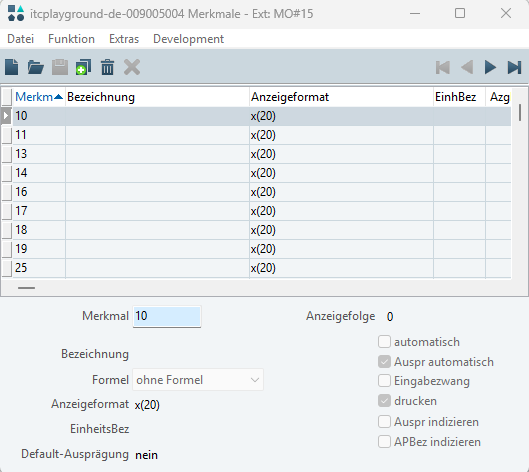 itcplayground-de-009005004 Merkmale - Ext: MO#15
Datei Funktion Extras Development
Merkm Bezeichnung Anzeigeformat EinhBez Azg
10 x(20)
11 x(20)
13 x(20)
14 x(20)
16 x(20)
17 x(20)
18 x(20)
19 x(20)
25 x(20)
Merkmal 10 Anzeigefolge 0
automatisch
Bezeichnung Auspr automatisch
Formel ohne Formel Eingabezwang
Anzeigeformat x(20) drucken
EinheitsBez Auspr indizieren
Default-Ausprägung nein APBez indizieren